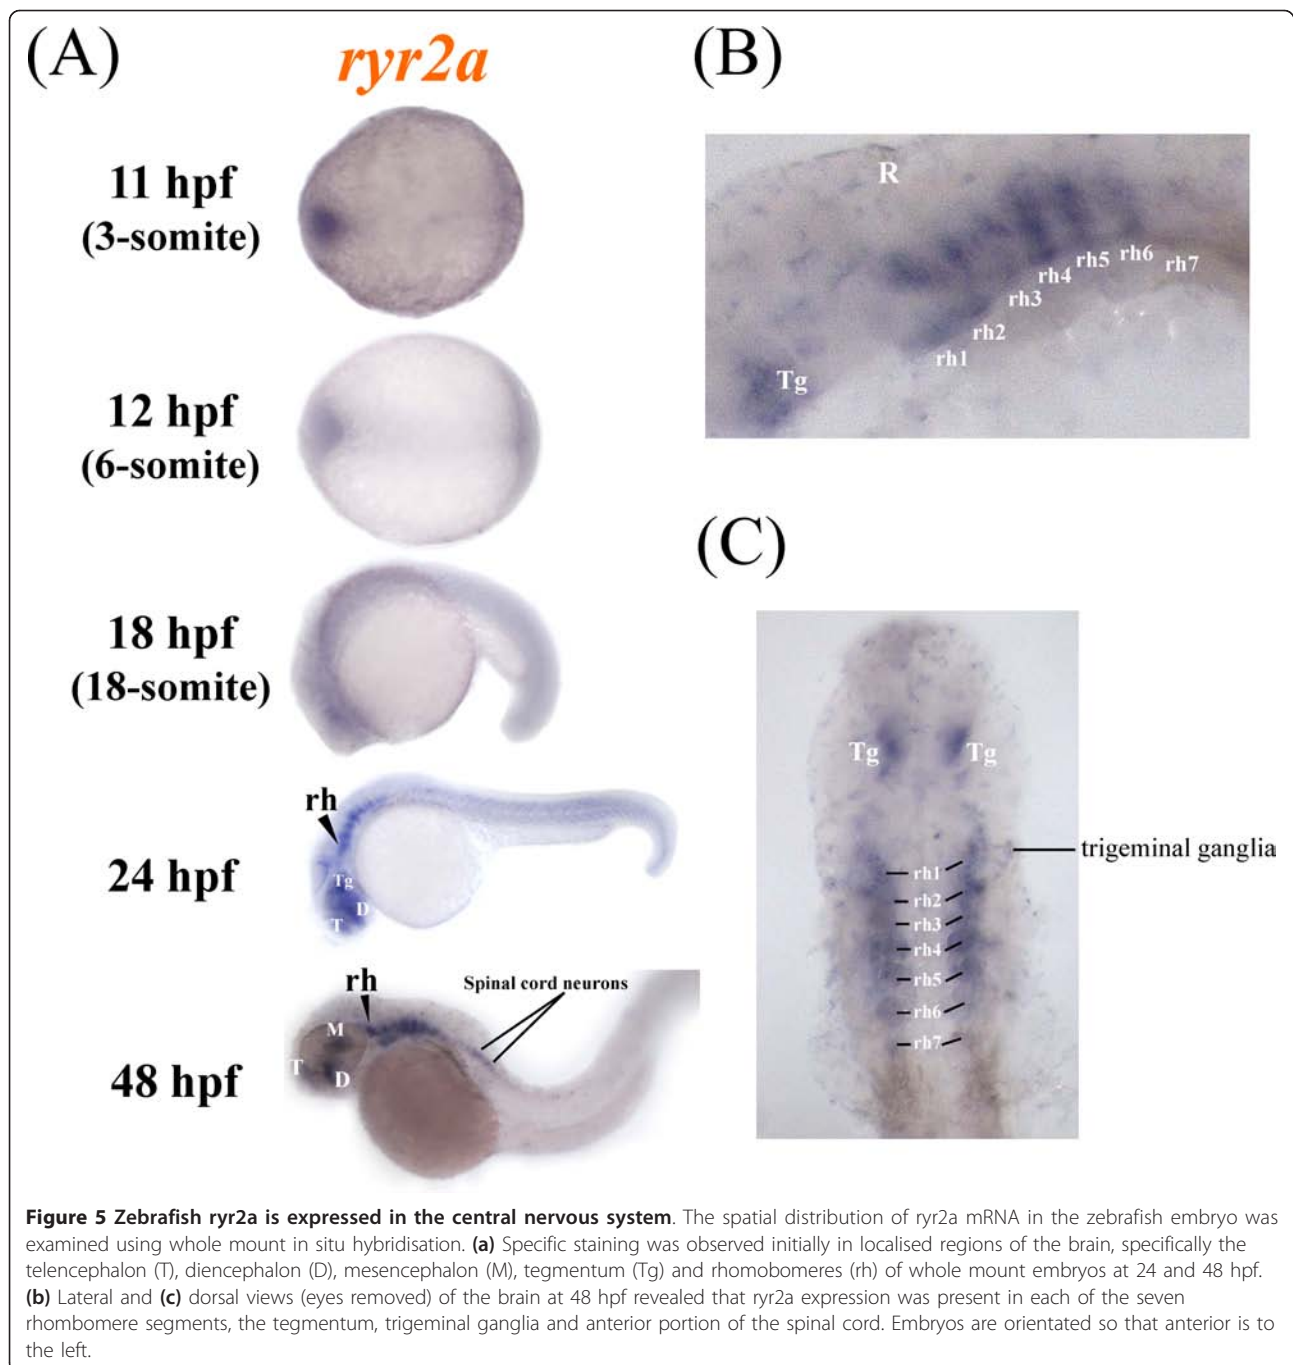 (A)
ryr2a
11 hpf
(3-somite)
12 hpf
(6-somite)
18 hpf
(18-somite)
rh
24 hpf
Tg
D
T
rh
Spinal cord neurons
M
T
D
48 hpf
(B)
R
rh7
rh6
rh5
rh4
rh3
rh2
rh1
Tg
(C)
Tg
Tg
trigeminal ganglia
rh1
rh2
rh3
rh4
rh5
rh6
rh7
Figure 5 Zebrafish ryr2a is expressed in the central nervous system. The spatial distribution of ryr2a mRNA in the zebrafish embryo was
examined using whole mount in situ hybridisation. (a) Specific staining was observed initially in localised regions of the brain, specifically the
telencephalon (T), diencephalon (D), mesencephalon (M), tegmentum (Tg) and rhomobomeres (rh) of whole mount embryos at 24 and 48 hpf.
(b) Lateral and (c) dorsal views (eyes removed) of the brain at 48 hpf revealed that ryr2a expression was present in each of the seven
rhombomere segments, the tegmentum, trigeminal ganglia and anterior portion of the spinal cord. Embryos are orientated so that anterior is to
the left.